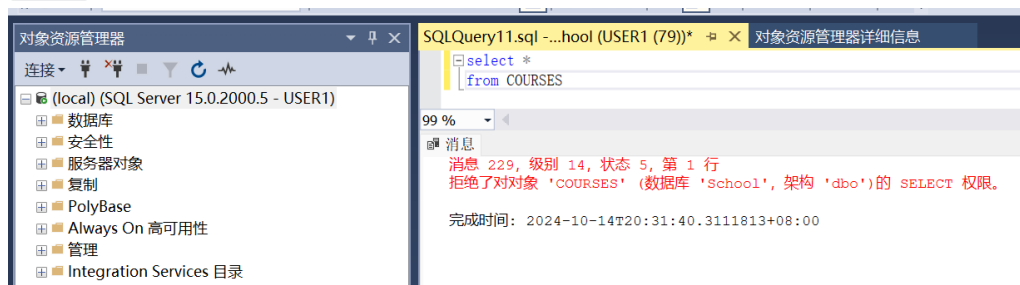 对象资源管理器
连接
(local) (SQL Server 15.0.2000.5 - USER1)
数据库
安全性
服务器对象
复制
PolyBase
Always On 高可用性
管理
Integration Services 目录
SQLQuery11.sql -...hool (USER1 (79))*
对象资源管理器详细信息
select *
from COURSES
99 %
消息
消息 229，级别 14，状态 5，第 1 行
拒绝了对对象 'COURSES' (数据库 'School'，架构 'dbo')的 SELECT 权限。
完成时间: 2024-10-14T20:31:40.3111813+08:00